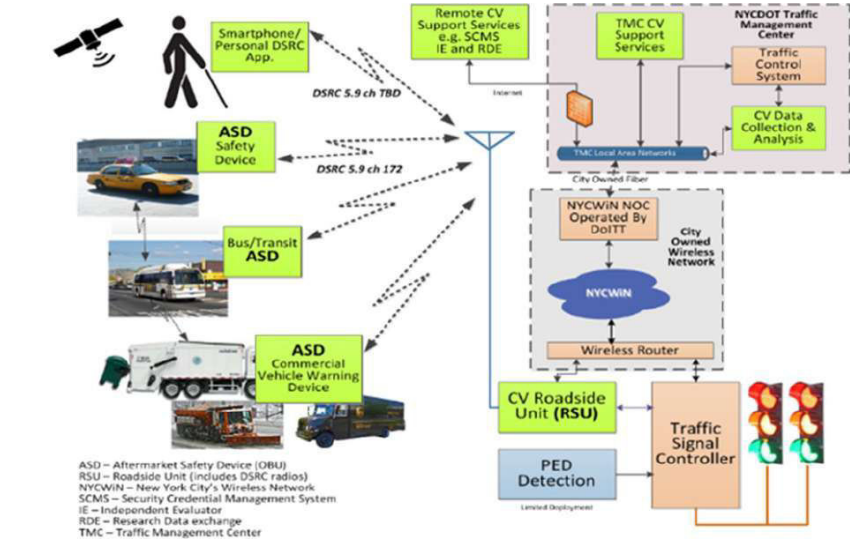 Smartphone/
Personal DSRC
App.
Remote CV
Support Services
e.g. SCMS
IE and RDE
TMC CV
Support
Services
NYCDOT Traffic
Management
Center
Traffic
Control
System
DSRC 5.9 ch TBD
Internet
CV Data
Collection &
Analysis
ASD
Safety
Device
TMC Local Area Networks
DSRC 5.9 ch 172
City Owned Fiber
NYCWiN NOC
Operated By
DoITT
City
Owned
Wireless
Network
Bus/Transit
ASD
NYCWiN
Wireless Router
ASD
Commercial
Vehicle Warning
Device
CV Roadside
Unit (RSU)
Traffic
Signal
Controller
PED
Detection
Limited Deployment
ASD – Aftermarket Safety Device (OBU)
RSU – Roadside Unit (includes DSRC radios)
NYCWiN – New York City's Wireless Network
SCMS – Security Credential Management System
IE – Independent Evaluator
RDE – Research Data exchange
TMC – Traffic Management Center